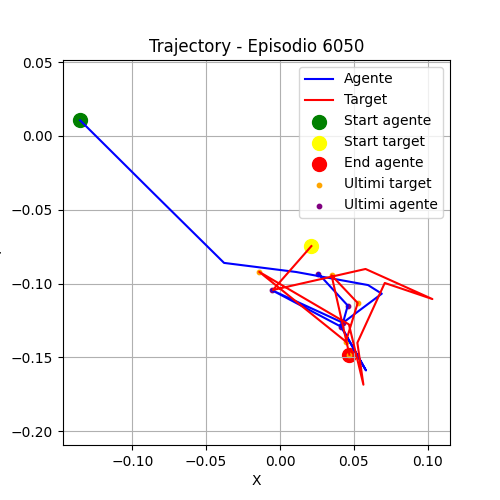 Trajectory - Episodio 6050
Agente
Target
Start agente
Start target
End agente
Ultimi target
Ultimi agente
0.05
0.00
−0.05
−0.10
−0.15
−0.20
−0.10
−0.05
0.00
0.05
0.10
X